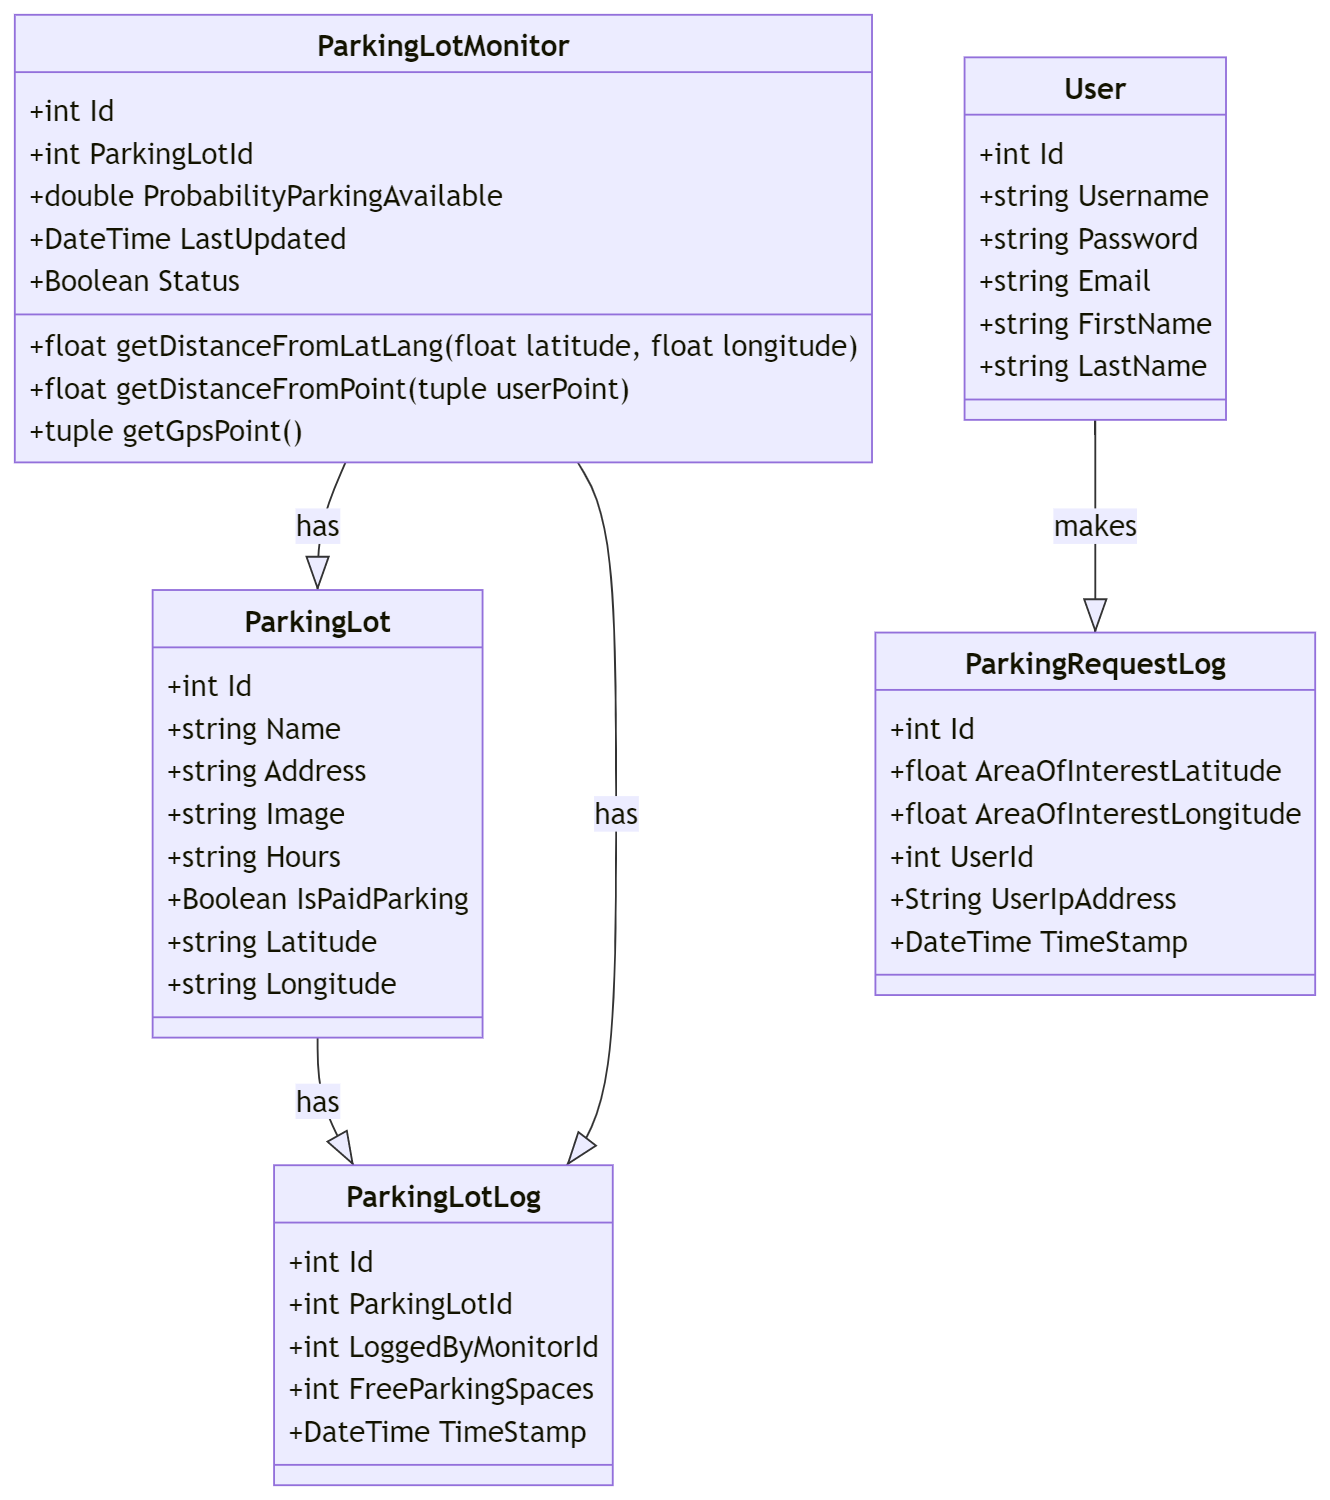 ParkingLotMonitor
+int Id
+int ParkingLotId
+double ProbabilityParkingAvailable
+DateTime LastUpdated
+Boolean Status
+float getDistanceFromLatLang(float latitude, float longitude)
+float getDistanceFromPoint(tuple userPoint)
+tuple getGpsPoint()
User
+int Id
+string Username
+string Password
+string Email
+string FirstName
+string LastName
has
makes
ParkingLot
+int Id
+string Name
+string Address
+string Image
+string Hours
+Boolean IsPaidParking
+string Latitude
+string Longitude
has
ParkingRequestLog
+int Id
+float AreaOfInterestLatitude
+float AreaOfInterestLongitude
+int UserId
+String UserIpAddress
+DateTime TimeStamp
has
ParkingLotLog
+int Id
+int ParkingLotId
+int LoggedByMonitorId
+int FreeParkingSpaces
+DateTime TimeStamp